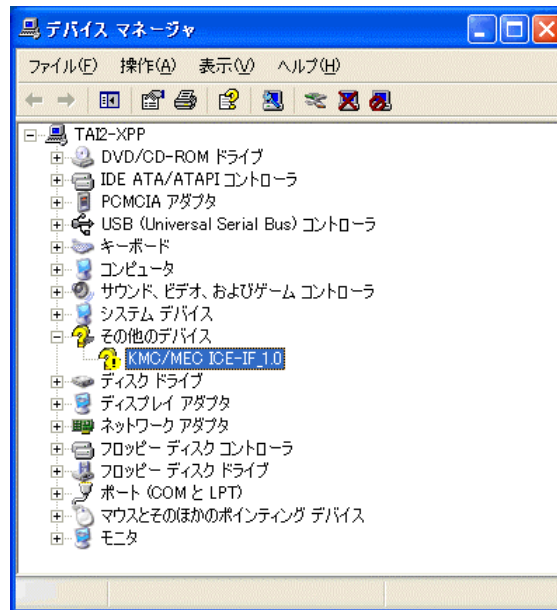 デバイス マネージャ
ファイル(F) 操作(A) 表示(V) ヘルプ(H)
TAI2-XPP
DVD/CD-ROM ドライブ
IDE ATA/ATAPI コントローラ
PCMCIA アダプタ
USB (Universal Serial Bus) コントローラ
キーボード
コンピュータ
サウンド、ビデオ、およびゲーム コントローラ
システム デバイス
その他のデバイス
KMC/MEC ICE-IF_1.0
ディスク ドライブ
ディスプレイ アダプタ
ネットワーク アダプタ
フロッピー ディスク コントローラ
フロッピー ディスク ドライブ
ポート (COM と LPT)
マウスとそのほかのポインティング デバイス
モニタ